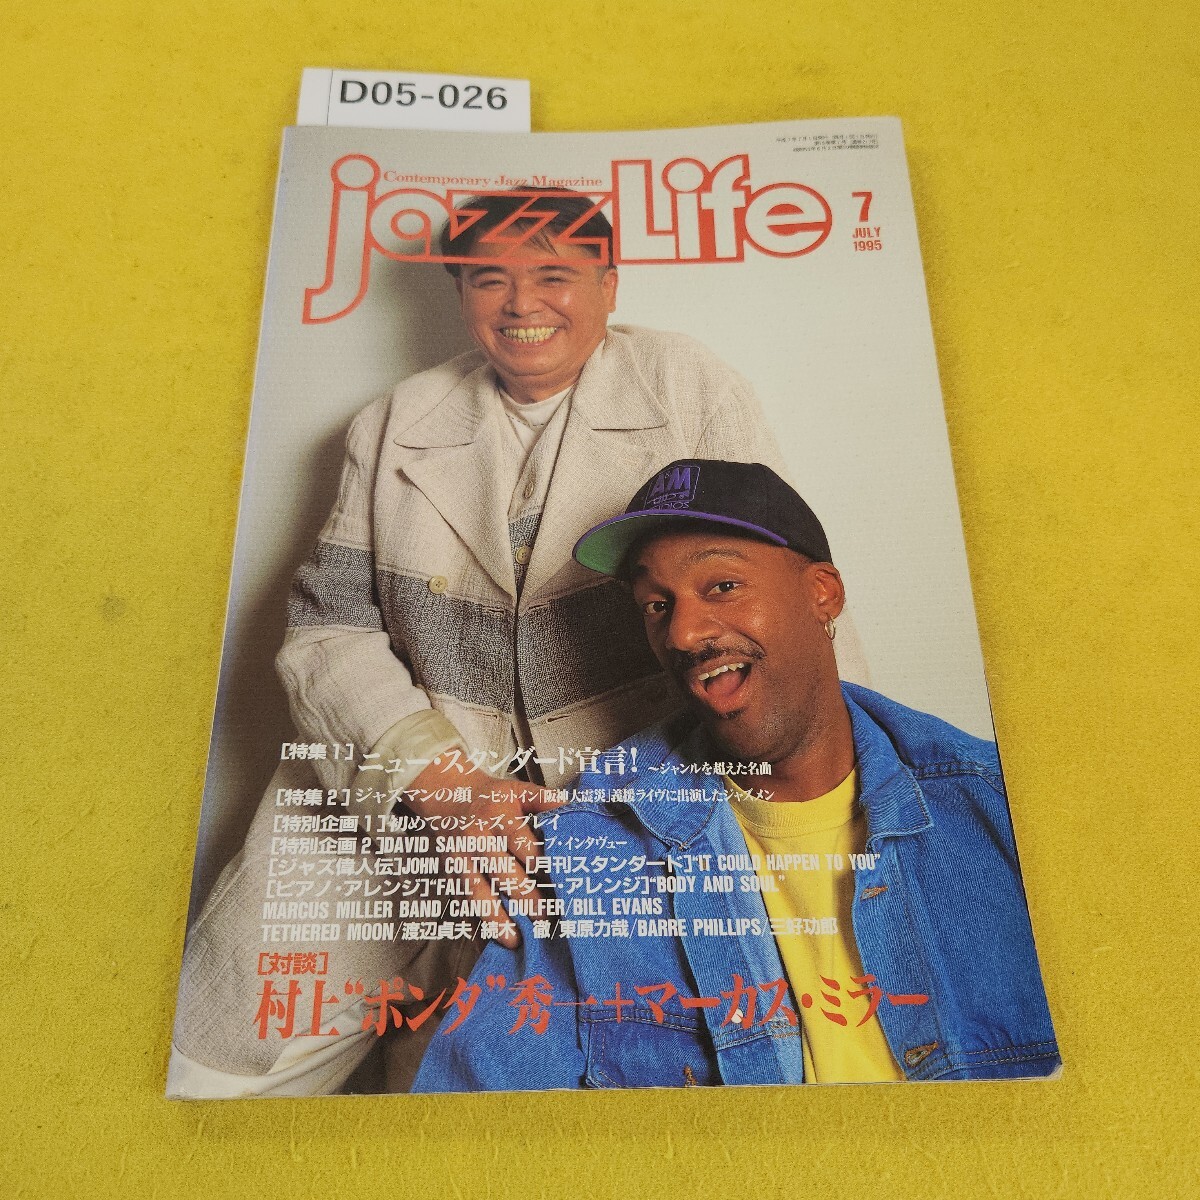 D05-026
Contemporary Jazz Magazine
jazzLife
7
JULY
1995
A&M
[特集1]ニュー・スタンダード宣言! ～ジャンルを超えた名曲
[特集2]ジャズマンの顔 ～ピットイン「阪神大震災」義援ライヴに出演したジャズメン
[特別企画1]初めてのジャズ・プレイ
[特別企画2]DAVID SANBORN ディープ・インタヴュー
[ジャズ偉人伝]JOHN COLTRANE [月刊スタンダード]"IT COULD HAPPEN TO YOU"
[ピアノ・アレンジ]"FALL" [ギター・アレンジ]"BODY AND SOUL"
MARCUS MILLER BAND/CANDY DULFER/BILL EVANS
TETHERED MOON/渡辺貞夫/続木 徹/東原力哉/BARRE PHILLIPS/三好功郎
[対談]
村上"ポンタ"秀一+マーカス・ミラー